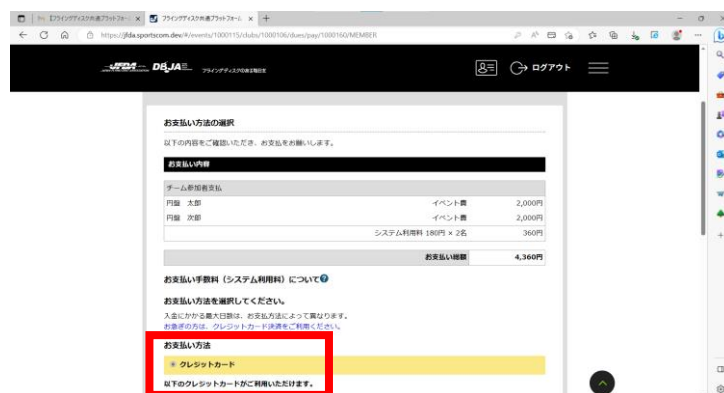 【フライングディスク共通プラットフォー
フライングディスク共通プラットフォーム
https://jfda.sportscom.dev/#/events/1000115/clubs/1000106/dues/pay/1000160/MEMBER
JFDA DBJA フライングディスクのある毎日を
ログアウト
お支払い方法の選択
以下の内容をご確認いただき、お支払をお願いします。
お支払い内容
チーム参加者支払
円盤 太郎 イベント費 2,000円
円盤 次郎 イベント費 2,000円
システム利用料 180円 × 2名 360円
お支払い総額 4,360円
お支払い手数料（システム利用料）について?
お支払い方法を選択してください。
入金にかかる最大日数は、お支払方法によって異なります。
お急ぎの方は、クレジットカード決済をご利用ください。
お支払い方法
クレジットカード
以下のクレジットカードがご利用いただけます。